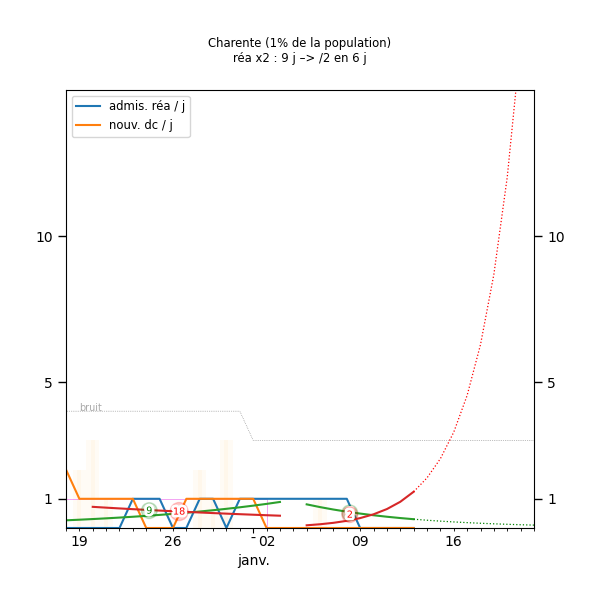 Charente (1% de la population)
réa x2 : 9 j –> /2 en 6 j
admis. réa / j
nouv. dc / j
10
10
5
5
bruit
1
1
9
18
2
19
26
- 02
09
16
janv.